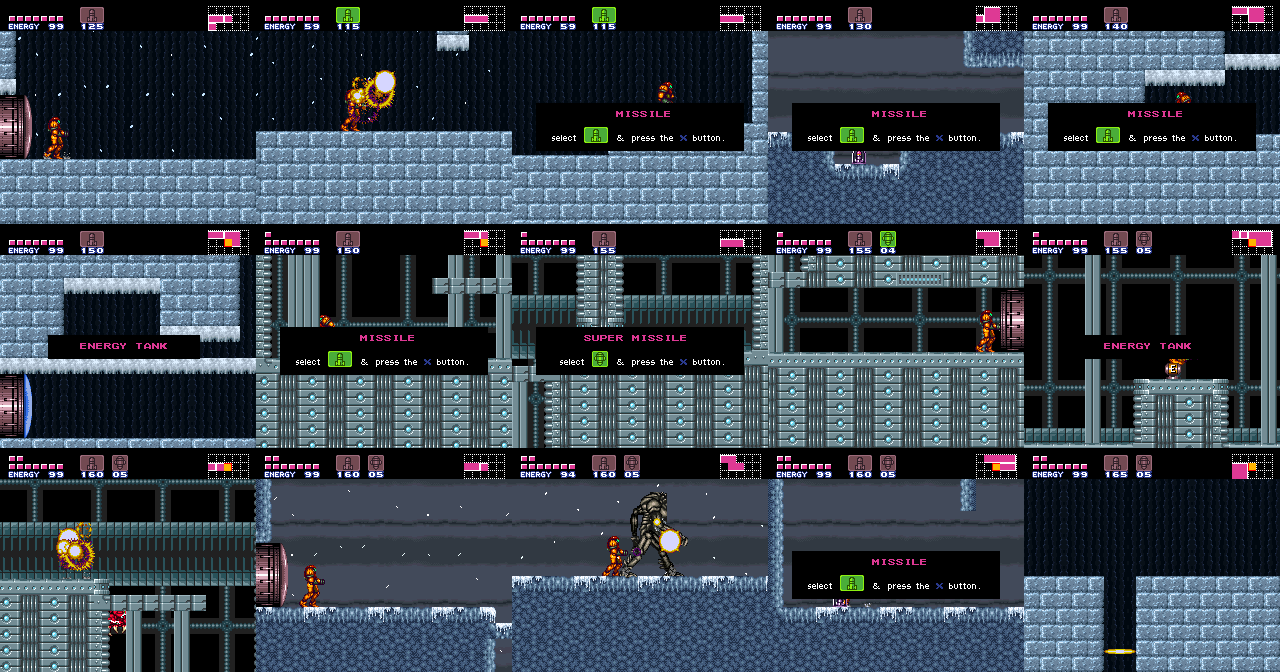 ENERGY 99 125
ENERGY 59 115
ENERGY 59 115
MISSILE
select & press the × button.
ENERGY 99 130
MISSILE
select & press the × button.
ENERGY 99 140
MISSILE
select & press the × button.
ENERGY 99 150
ENERGY TANK
ENERGY 99 150
MISSILE
select & press the × button.
ENERGY 99 155
SUPER MISSILE
select & press the × button.
ENERGY 99 155 04
ENERGY 99 155 05
ENERGY TANK
E
ENERGY 99 160 05
ENERGY 99 160 05
ENERGY 94 160 05
ENERGY 99 160 05
MISSILE
select & press the × button.
ENERGY 99 165 05